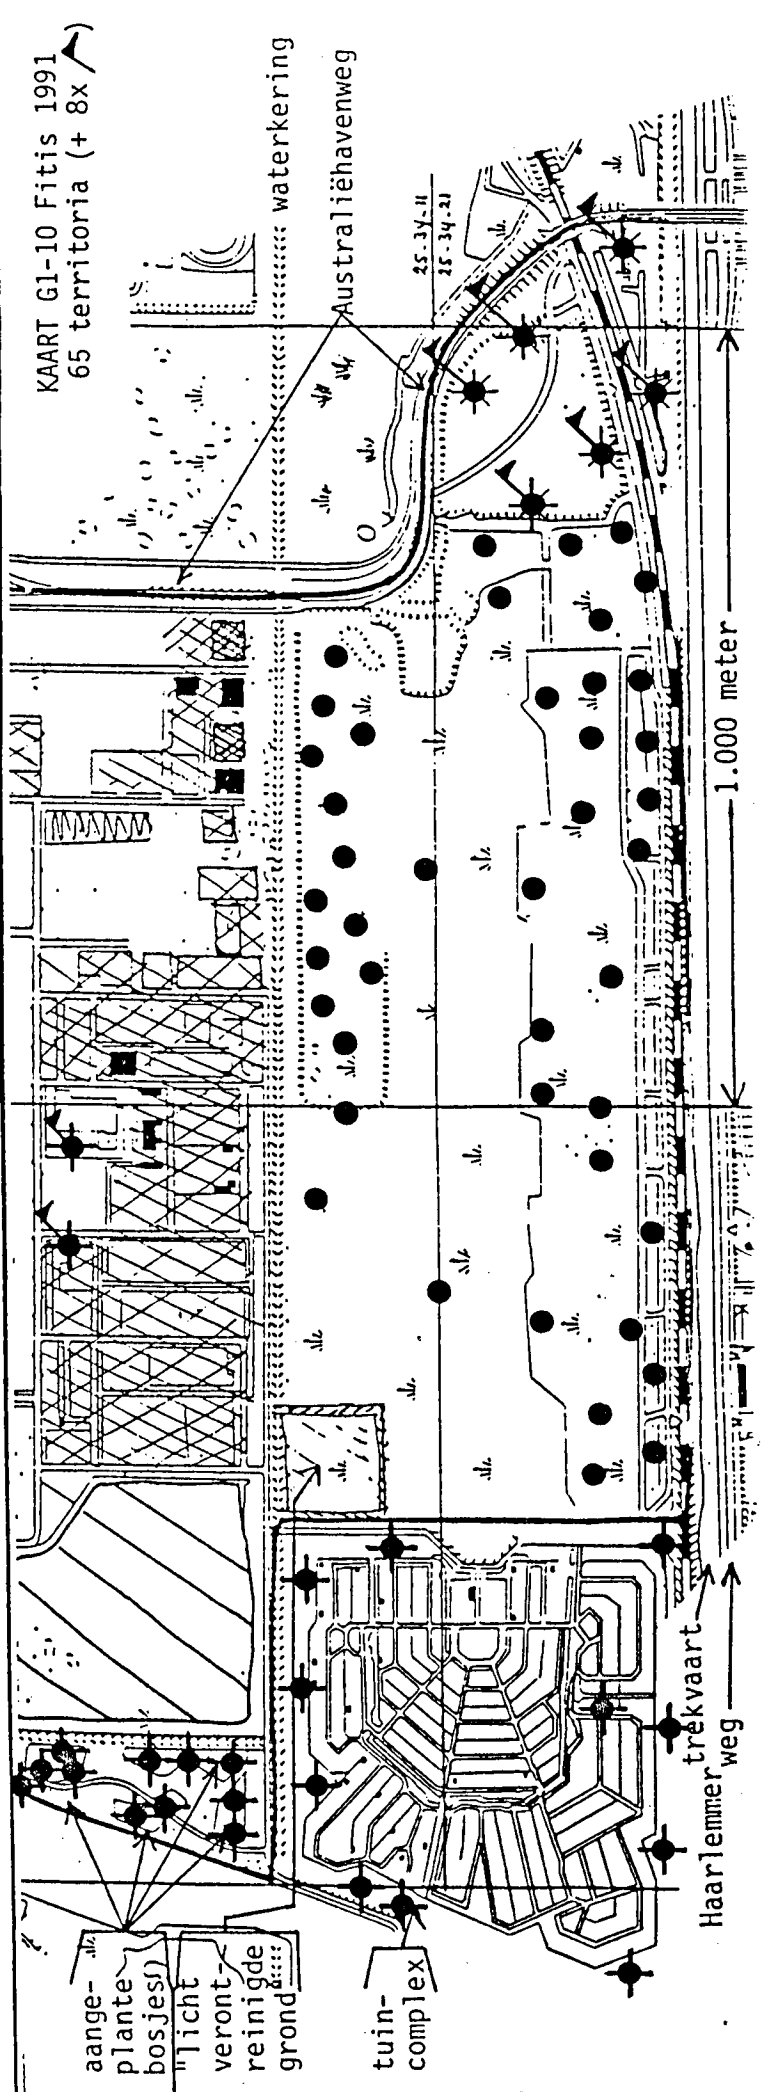 KAART G1-10 Fitis 1991
65 territoria (+ 8x )
waterkering
Australiëhavenweg
25-34-11
25-34-21
1.000 meter
aange-
plante
bosjes()
"licht
veront-
reinigde
grond
tuin-
complex
Haarlemmer trekvaart
weg